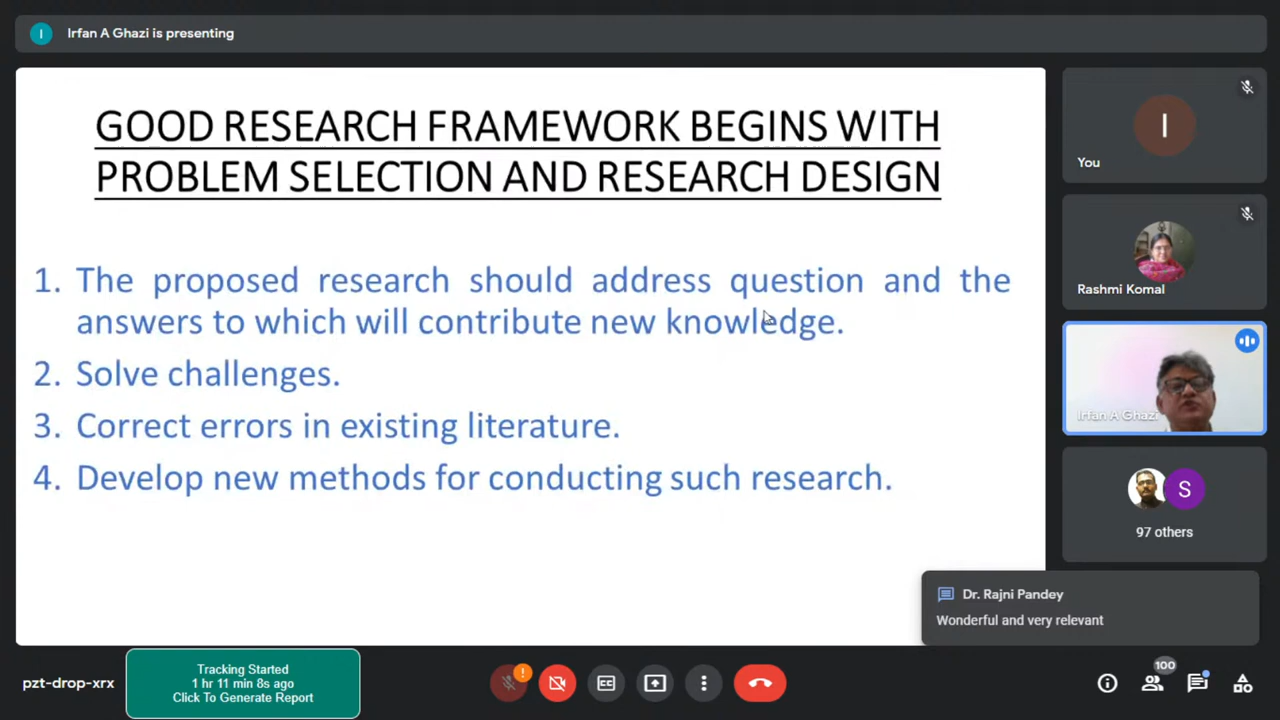 I
Irfan A Ghazi is presenting
GOOD RESEARCH FRAMEWORK BEGINS WITH
PROBLEM SELECTION AND RESEARCH DESIGN
1. The proposed research should address question and the
answers to which will contribute new knowledge.
2. Solve challenges.
3. Correct errors in existing literature.
4. Develop new methods for conducting such research.
I
You
Rashmi Komal
Irfan A Ghazi
S
97 others
Dr. Rajni Pandey
Wonderful and very relevant
pzt-drop-xrx
Tracking Started
1 hr 11 min 8s ago
Click To Generate Report
!
CC
100